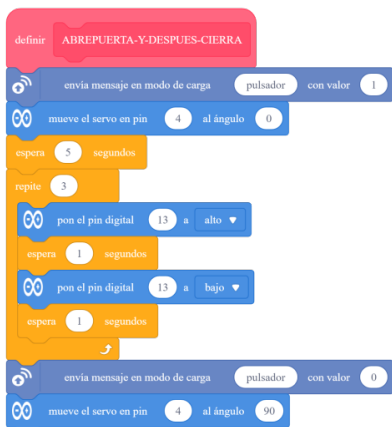 definir ABREPUERTA-Y-DESPUES-CIERRA
envía mensaje en modo de carga pulsador con valor 1
mueve el servo en pin 4 al ángulo 0
espera 5 segundos
repite 3
pon el pin digital 13 a alto
espera 1 segundos
pon el pin digital 13 a bajo
espera 1 segundos
envía mensaje en modo de carga pulsador con valor 0
mueve el servo en pin 4 al ángulo 90